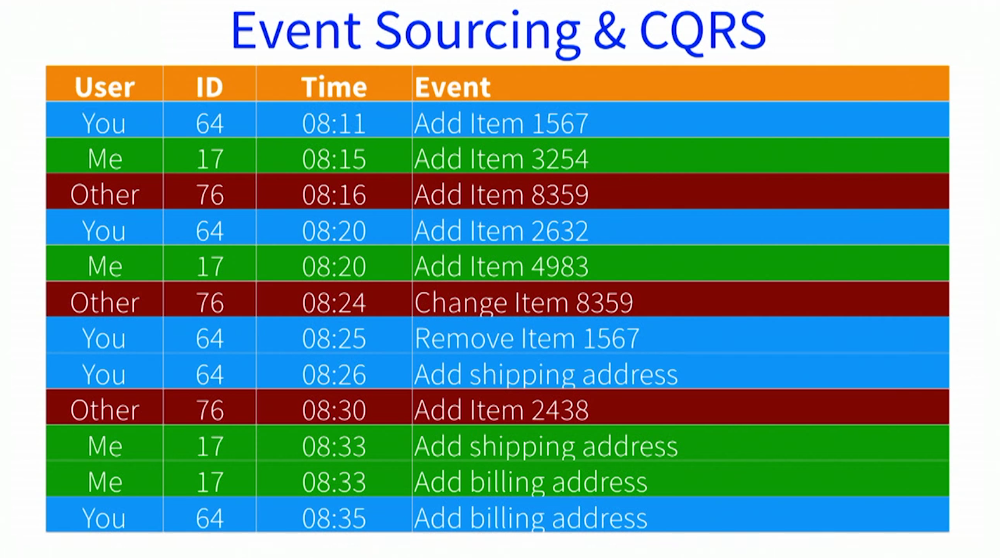 Event Sourcing & CQRS
User ID Time Event
You 64 08:11 Add Item 1567
Me 17 08:15 Add Item 3254
Other 76 08:16 Add Item 8359
You 64 08:20 Add Item 2632
Me 17 08:20 Add Item 4983
Other 76 08:24 Change Item 8359
You 64 08:25 Remove Item 1567
You 64 08:26 Add shipping address
Other 76 08:30 Add Item 2438
Me 17 08:33 Add shipping address
Me 17 08:33 Add billing address
You 64 08:35 Add billing address